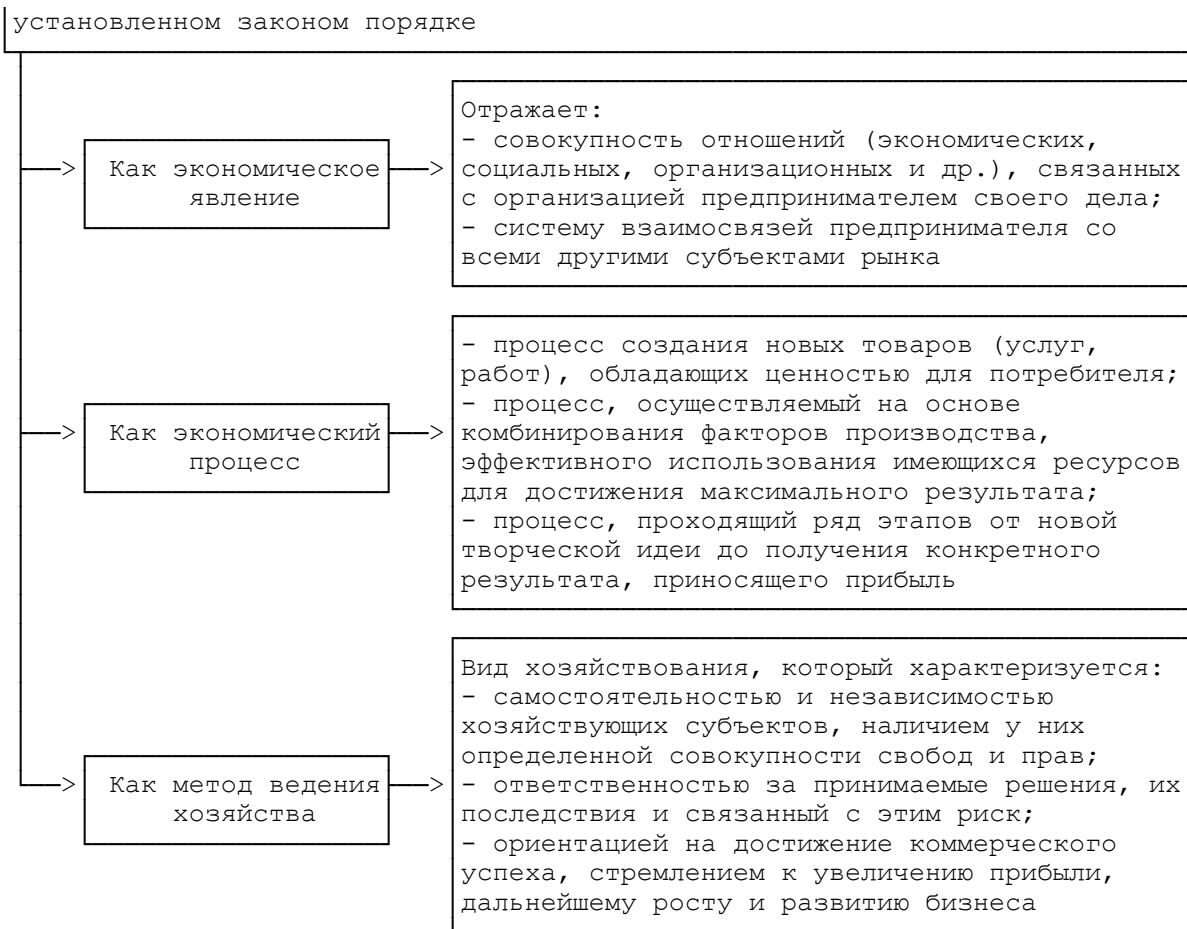 установленном законом порядке
Как экономическое
явление
Отражает:
- совокупность отношений (экономических,
социальных, организационных и др.), связанных
с организацией предпринимателем своего дела;
- систему взаимосвязей предпринимателя со
всеми другими субъектами рынка
Как экономический
процесс
- процесс создания новых товаров (услуг,
работ), обладающих ценностью для потребителя;
- процесс, осуществляемый на основе
комбинирования факторов производства,
эффективного использования имеющихся ресурсов
для достижения максимального результата;
- процесс, проходящий ряд этапов от новой
творческой идеи до получения конкретного
результата, приносящего прибыль
Как метод ведения
хозяйства
Вид хозяйствования, который характеризуется:
- самостоятельностью и независимостью
хозяйствующих субъектов, наличием у них
определенной совокупности свобод и прав;
- ответственностью за принимаемые решения, их
последствия и связанный с этим риск;
- ориентацией на достижение коммерческого
успеха, стремлением к увеличению прибыли,
дальнейшему росту и развитию бизнеса